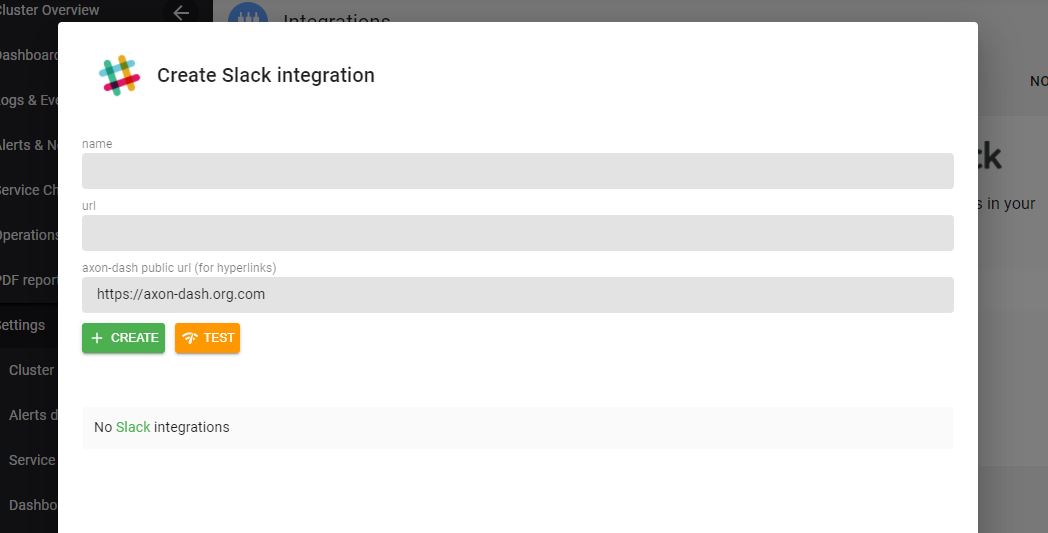 Cluster Overview
Integrations
Dashboard
Logs & Eve
Alerts & No
Service Ch
Operations
PDF report
Settings
Cluster
Alerts d
Service
Dashbo
Create Slack integration
name
url
axon-dash public url (for hyperlinks)
https://axon-dash.org.com
CREATE
TEST
No Slack integrations
NO
ck
s in your